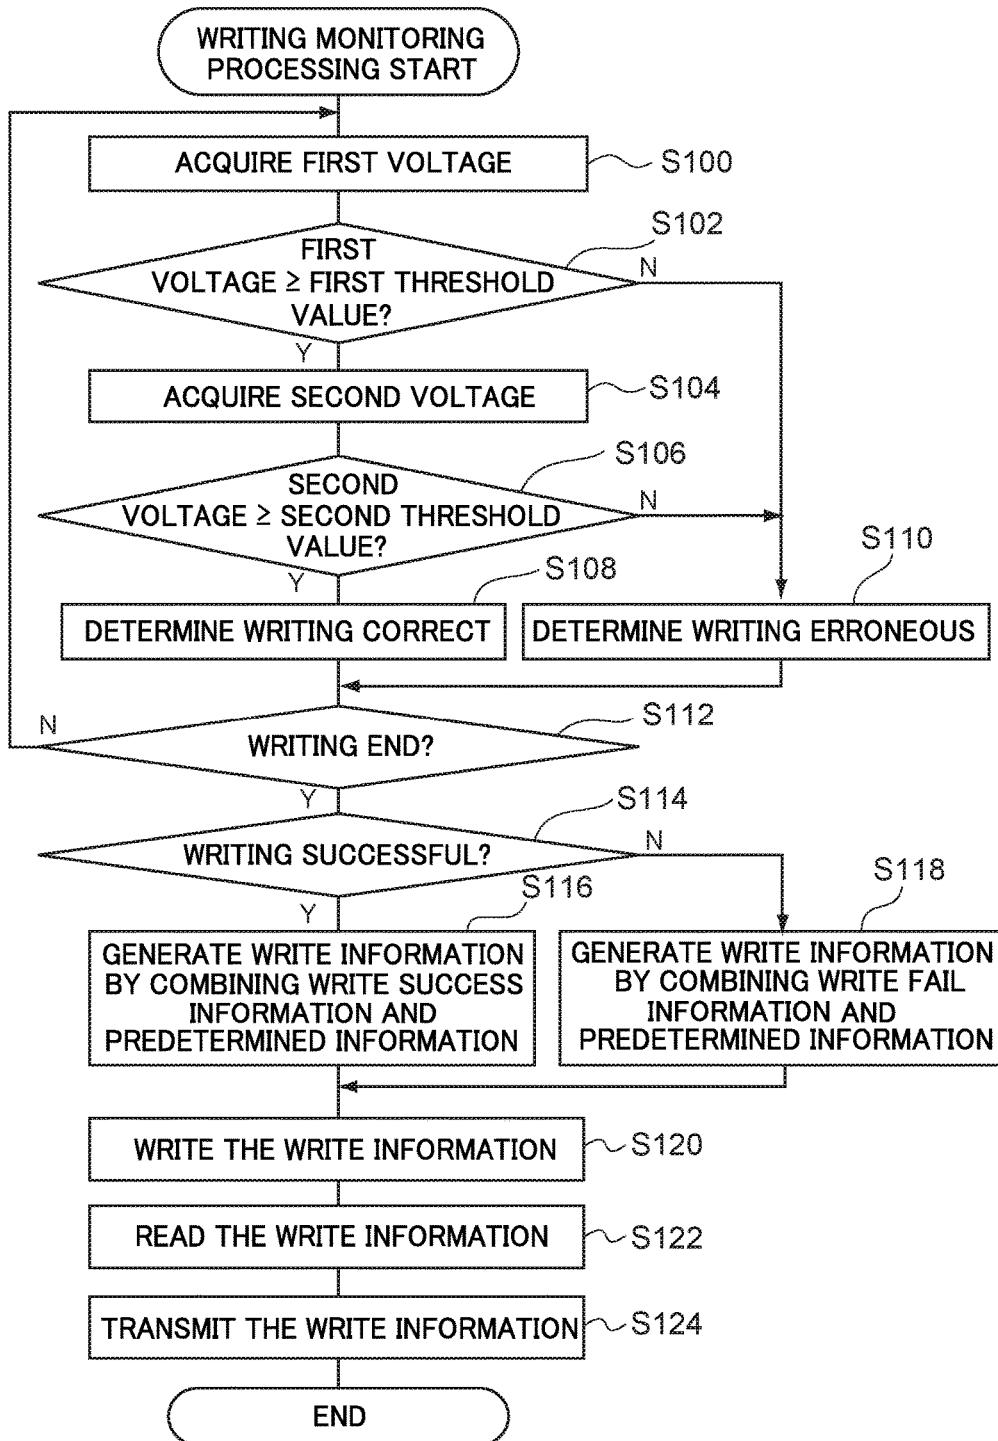 WRITING MONITORING
PROCESSING START
ACQUIRE FIRST VOLTAGE
S100
S102
FIRST
VOLTAGE ≥ FIRST THRESHOLD
VALUE?
N
Y
ACQUIRE SECOND VOLTAGE
S104
S106
SECOND
VOLTAGE ≥ SECOND THRESHOLD
VALUE?
N
Y
S108
S110
DETERMINE WRITING CORRECT
DETERMINE WRITING ERRONEOUS
S112
N
WRITING END?
Y
S114
WRITING SUCCESSFUL?
N
Y
S116
S118
GENERATE WRITE INFORMATION
BY COMBINING WRITE SUCCESS
INFORMATION AND
PREDETERMINED INFORMATION
GENERATE WRITE INFORMATION
BY COMBINING WRITE FAIL
INFORMATION AND
PREDETERMINED INFORMATION
WRITE THE WRITE INFORMATION
S120
READ THE WRITE INFORMATION
S122
TRANSMIT THE WRITE INFORMATION
S124
END